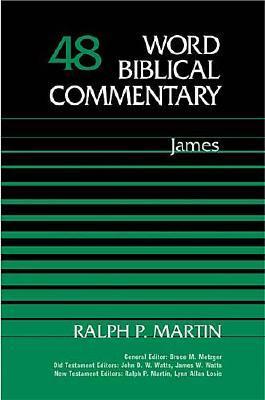 48 WORD
BIBLICAL
COMMENTARY
James
RALPH P. MARTIN
General Editor: Bruce M. Metzger
Old Testament Editors: John D. W. Watts, James W. Watts
New Testament Editors: Ralph P. Martin, Lynn Allan Losie